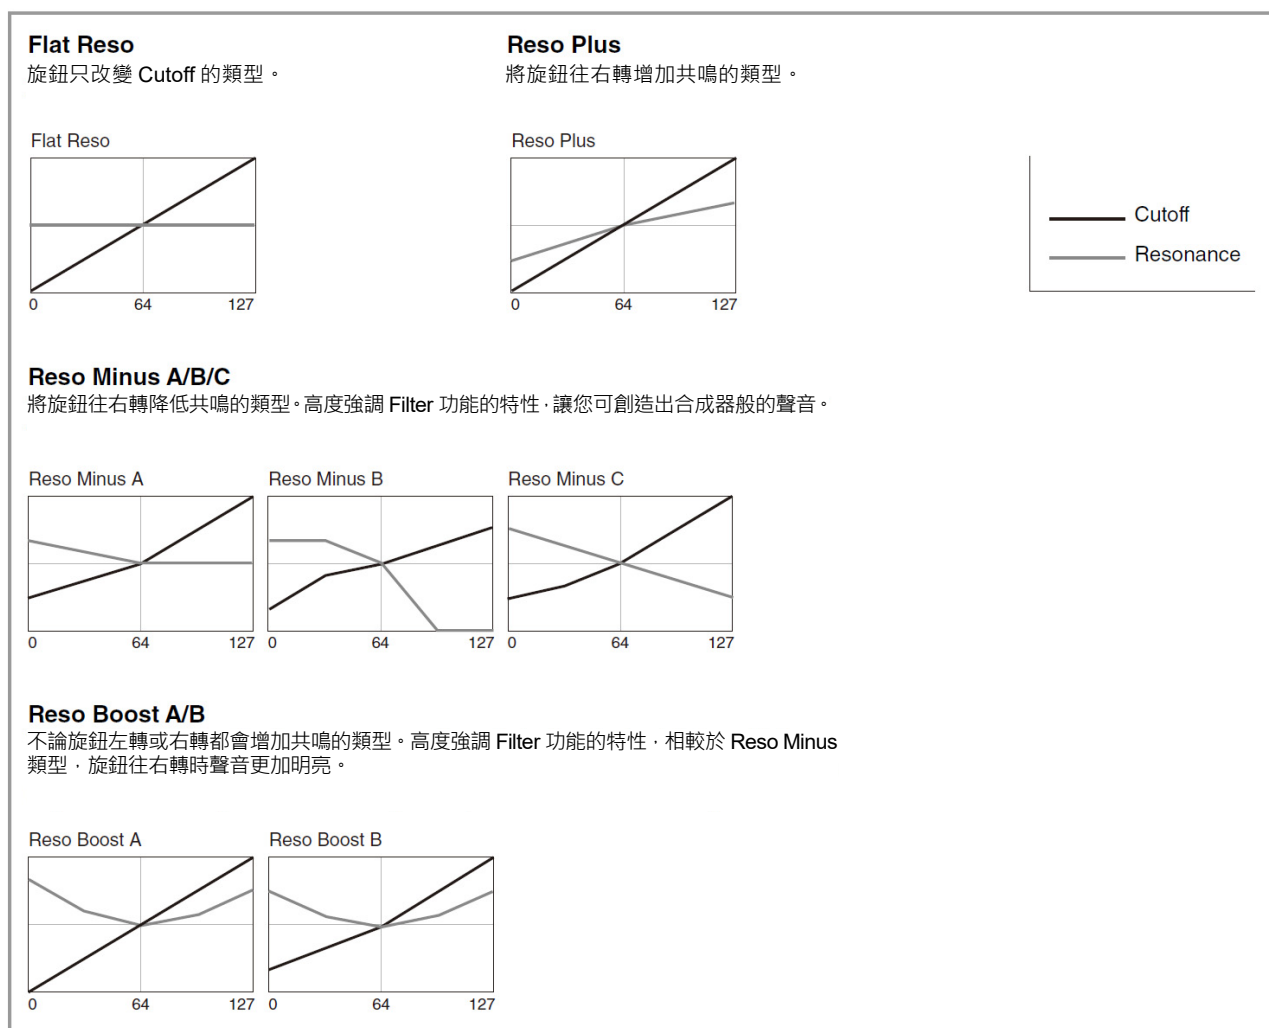 Flat Reso
旋鈕只改變 Cutoff 的類型。
Reso Plus
將旋鈕往右轉增加共鳴的類型。
Flat Reso
0 64 127
Reso Plus
0 64 127
Cutoff
Resonance
Reso Minus A/B/C
將旋鈕往右轉降低共鳴的類型。高度強調 Filter 功能的特性，讓您可創造出合成器般的聲音。
Reso Minus A
0 64 127
Reso Minus B
0 64 127
Reso Minus C
0 64 127
Reso Boost A/B
不論旋鈕左轉或右轉都會增加共鳴的類型。高度強調 Filter 功能的特性，相較於 Reso Minus
類型，旋鈕往右轉時聲音更加明亮。
Reso Boost A
0 64 127
Reso Boost B
0 64 127